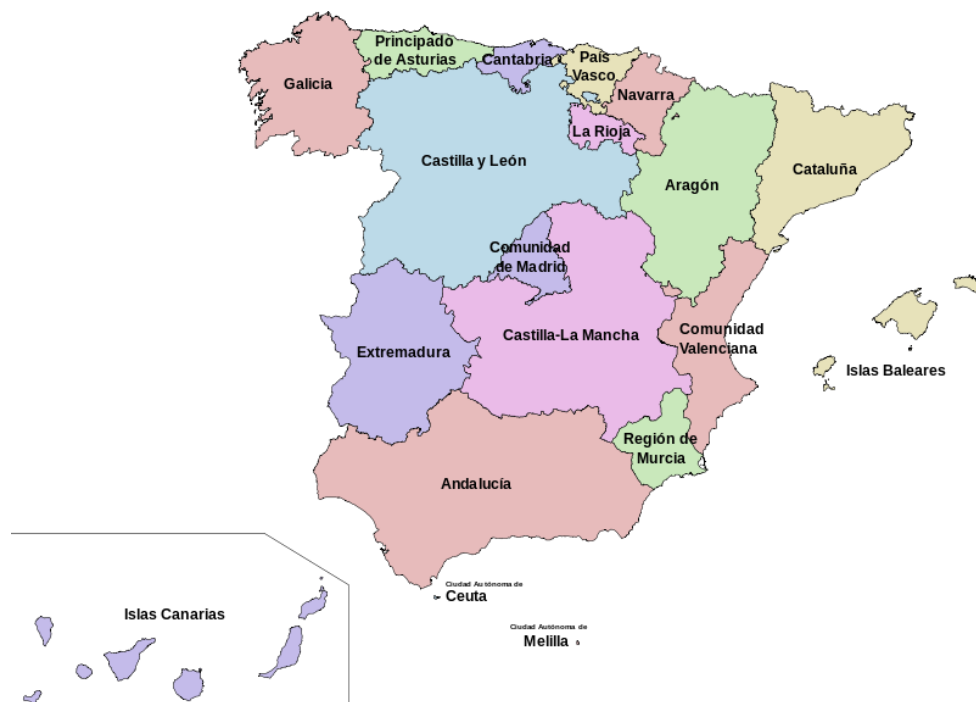 Principado
de Asturias
Cantabria
País
Vasco
Galicia
Navarra
La Rioja
Castilla y León
Cataluña
Aragón
Comunidad
de Madrid
Comunidad
Valenciana
Castilla-La Mancha
Extremadura
Islas Baleares
Región de
Murcia
Andalucía
Ciudad Autónoma de
Ceuta
Islas Canarias
Ciudad Autónoma de
Melilla